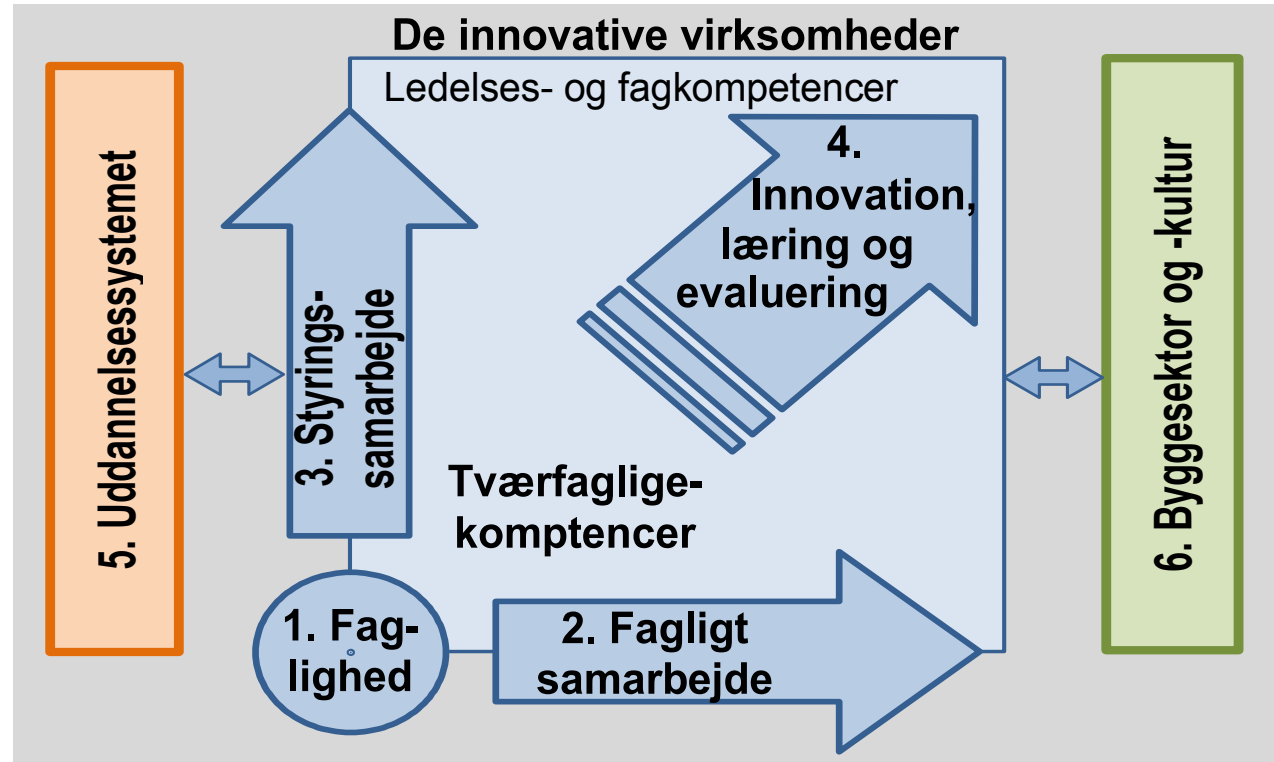 De innovative virksomheder
Ledelses- og fagkompetencer
5. Uddannelsessystemet
3. Styrings-
samarbejde
4.
Innovation,
læring og
evaluering
Tværfaglige-
komptencer
1. Fag-
lighed
2. Fagligt
samarbejde
6. Byggesektor og -kultur